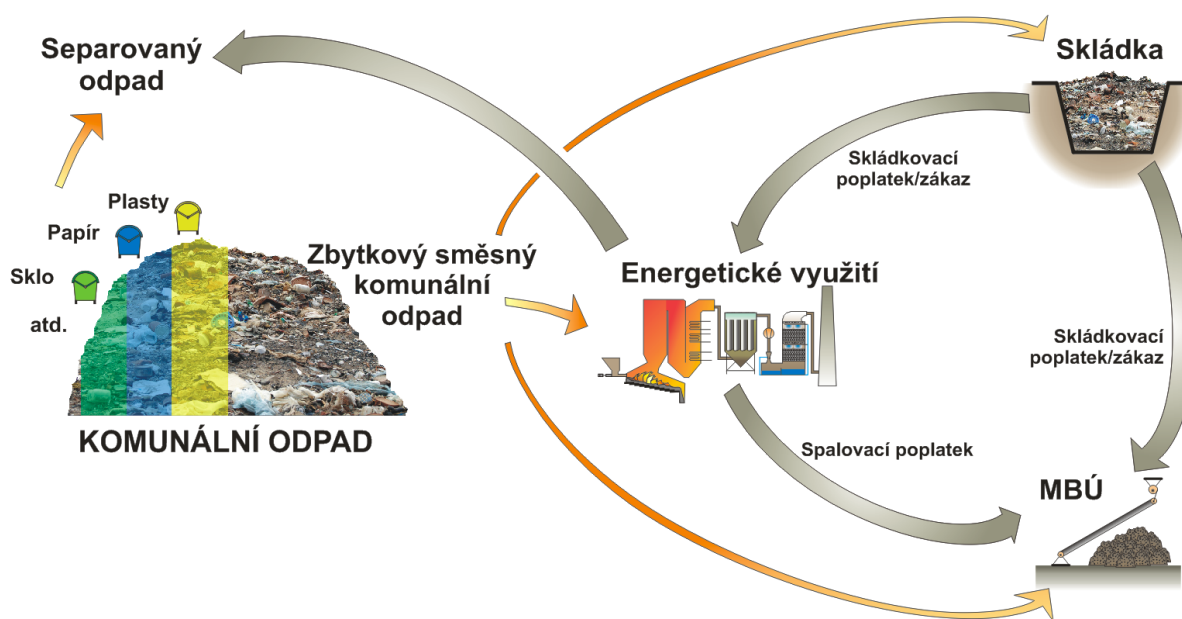 Separovaný
odpad
Skládka
Skládkovací
poplatek/zákaz
Plasty
Papír
Sklo
atd.
Zbytkový směsný
komunální
odpad
Energetické využití
Skládkovací
poplatek/zákaz
KOMUNÁLNÍ ODPAD
Spalovací poplatek
MBÚ